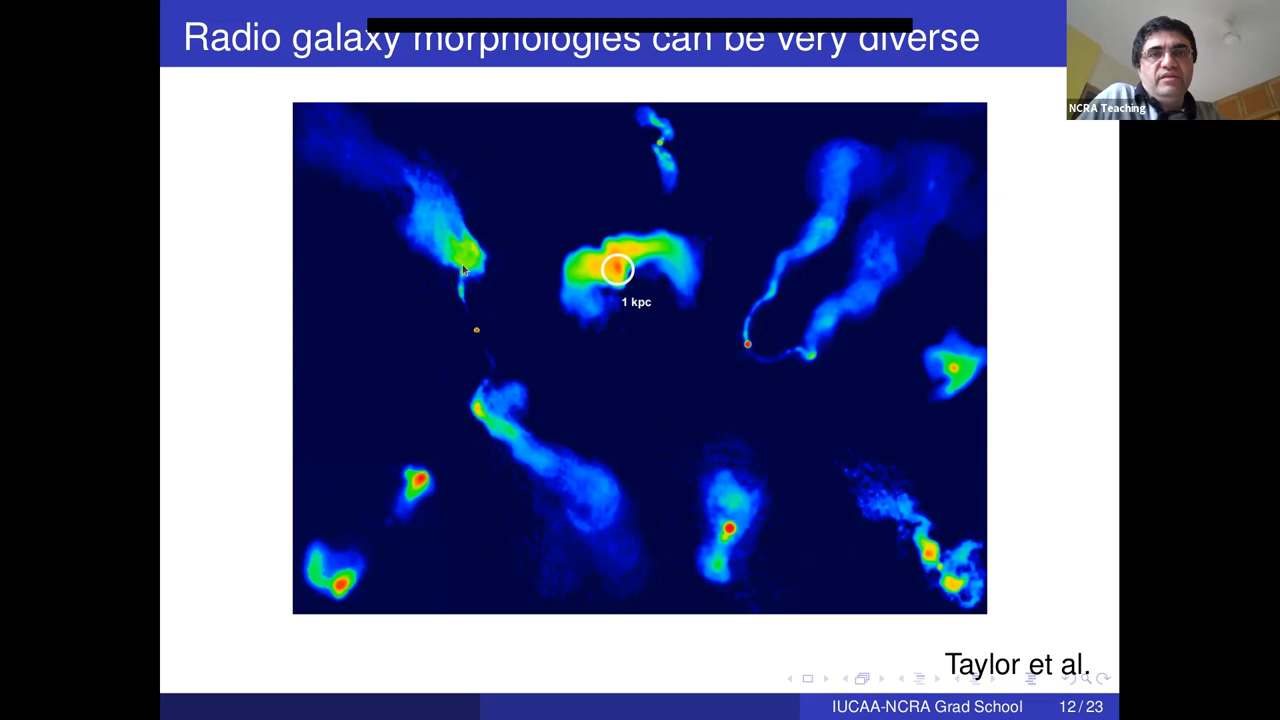 Radio galaxy morphologies can be very diverse
NCRA Teaching
1 kpc
Taylor et al.
IUCAA-NCRA Grad School 12 / 23